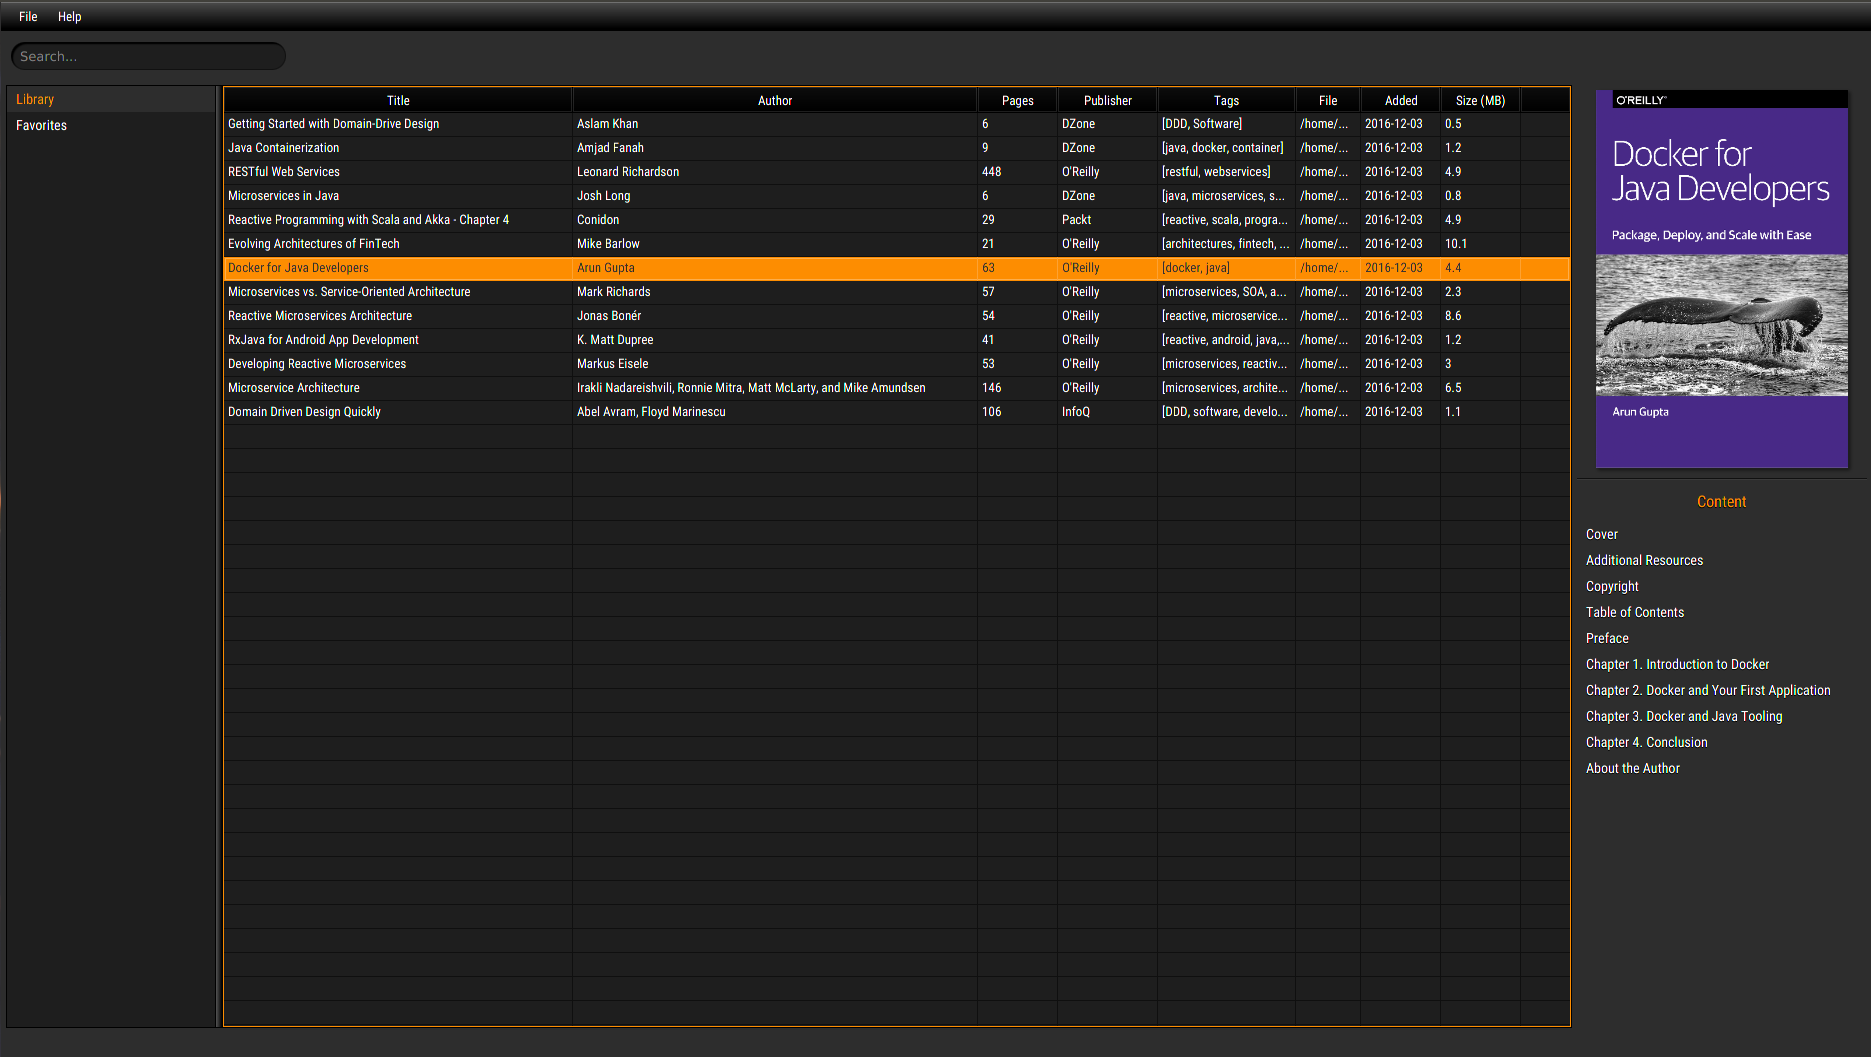 File Help
Search...
Library
Favorites
Title Author Pages Publisher Tags File Added Size (MB)
Getting Started with Domain-Drive Design Aslam Khan 6 DZone [DDD, Software] /home/... 2016-12-03 0.5
Java Containerization Amjad Fanah 9 DZone [java, docker, container] /home/... 2016-12-03 1.2
RESTful Web Services Leonard Richardson 448 O'Reilly [restful, webservices] /home/... 2016-12-03 4.9
Microservices in Java Josh Long 6 DZone [java, microservices, s... /home/... 2016-12-03 0.8
Reactive Programming with Scala and Akka - Chapter 4 Conidon 29 Packt [reactive, scala, progra... /home/... 2016-12-03 4.9
Evolving Architectures of FinTech Mike Barlow 21 O'Reilly [architectures, fintech, ... /home/... 2016-12-03 10.1
Docker for Java Developers Arun Gupta 63 O'Reilly [docker, java] /home/... 2016-12-03 4.4
Microservices vs. Service-Oriented Architecture Mark Richards 57 O'Reilly [microservices, SOA, a... /home/... 2016-12-03 2.3
Reactive Microservices Architecture Jonas Bonér 54 O'Reilly [reactive, microservice... /home/... 2016-12-03 8.6
RxJava for Android App Development K. Matt Dupree 41 O'Reilly [reactive, android, java,... /home/... 2016-12-03 1.2
Developing Reactive Microservices Markus Eisele 53 O'Reilly [microservices, reactiv... /home/... 2016-12-03 3
Microservice Architecture Irakli Nadareishvili, Ronnie Mitra, Matt McLarty, and Mike Amundsen 146 O'Reilly [microservices, archite... /home/... 2016-12-03 6.5
Domain Driven Design Quickly Abel Avram, Floyd Marinescu 106 InfoQ [DDD, software, develo... /home/... 2016-12-03 1.1
O'REILLY™
Docker for
Java Developers
Package, Deploy, and Scale with Ease
Arun Gupta
Content
Cover
Additional Resources
Copyright
Table of Contents
Preface
Chapter 1. Introduction to Docker
Chapter 2. Docker and Your First Application
Chapter 3. Docker and Java Tooling
Chapter 4. Conclusion
About the Author